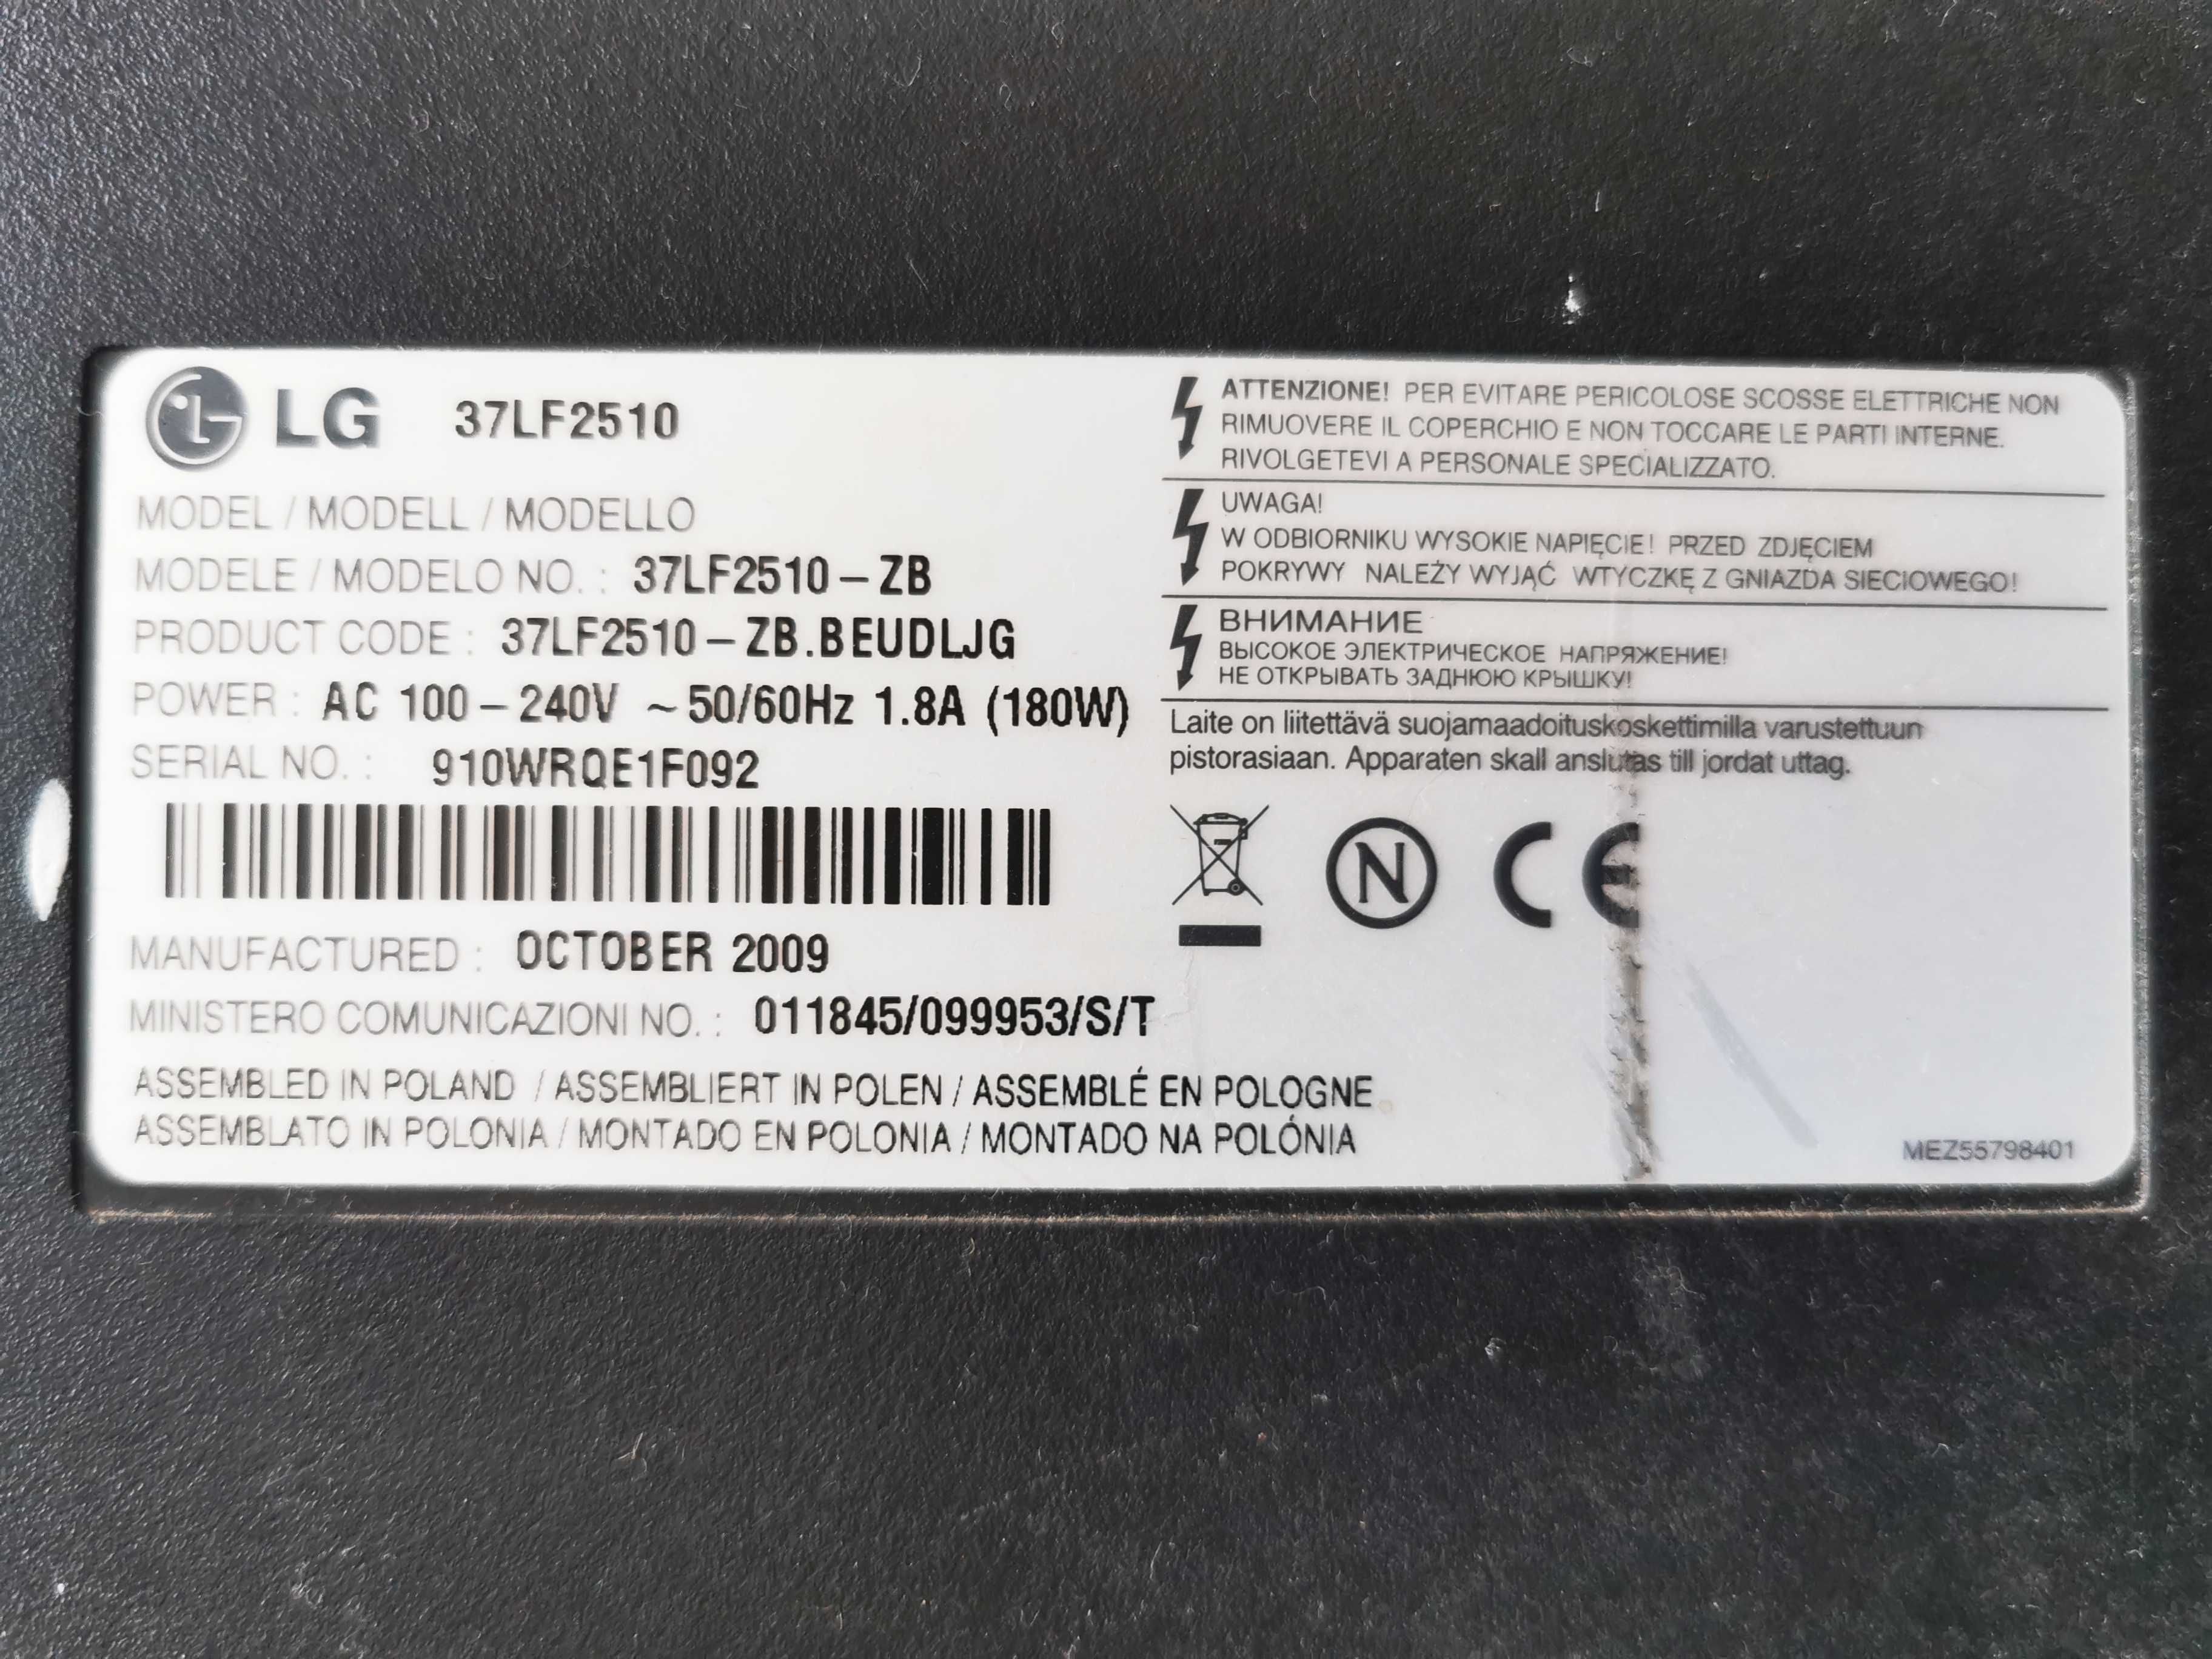 LG 37LF2510
MODEL / MODELL / MODELLO
MODELE / MODELO NO. : 37LF2510-ZB
PRODUCT CODE : 37LF2510-ZB.BEUDLJG
POWER : AC 100-240V ~50/60Hz 1.8A (180W)
SERIAL NO. : 910WRQE1F092
MANUFACTURED : OCTOBER 2009
MINISTERO COMUNICAZIONI NO. : 011845/099953/S/T
ASSEMBLED IN POLAND / ASSEMBLIERT IN POLEN / ASSEMBLÉ EN POLOGNE
ASSEMBLATO IN POLONIA / MONTADO EN POLONIA / MONTADO NA POLÓNIA
ATTENZIONE! PER EVITARE PERICOLOSE SCOSSE ELETTRICHE NON
RIMUOVERE IL COPERCHIO E NON TOCCARE LE PARTI INTERNE.
RIVOLGETEVI A PERSONALE SPECIALIZZATO.
UWAGA!
W ODBIORNIKU WYSOKIE NAPIĘCIE! PRZED ZDJĘCIEM
POKRYWY NALEŻY WYJĄĆ WTYCZKĘ Z GNIAZDA SIECIOWEGO!
ВНИМАНИЕ
ВЫСОКОЕ ЭЛЕКТРИЧЕСКОЕ НАПРЯЖЕНИЕ!
НЕ ОТКРЫВАТЬ ЗАДНЮЮ КРЫШКУ!
Laite on liitettävä suojamaadoituskoskettimilla varustettuun
pistorasiaan. Apparaten skall anslutas till jordat uttag.
N CE
MEZ55798401